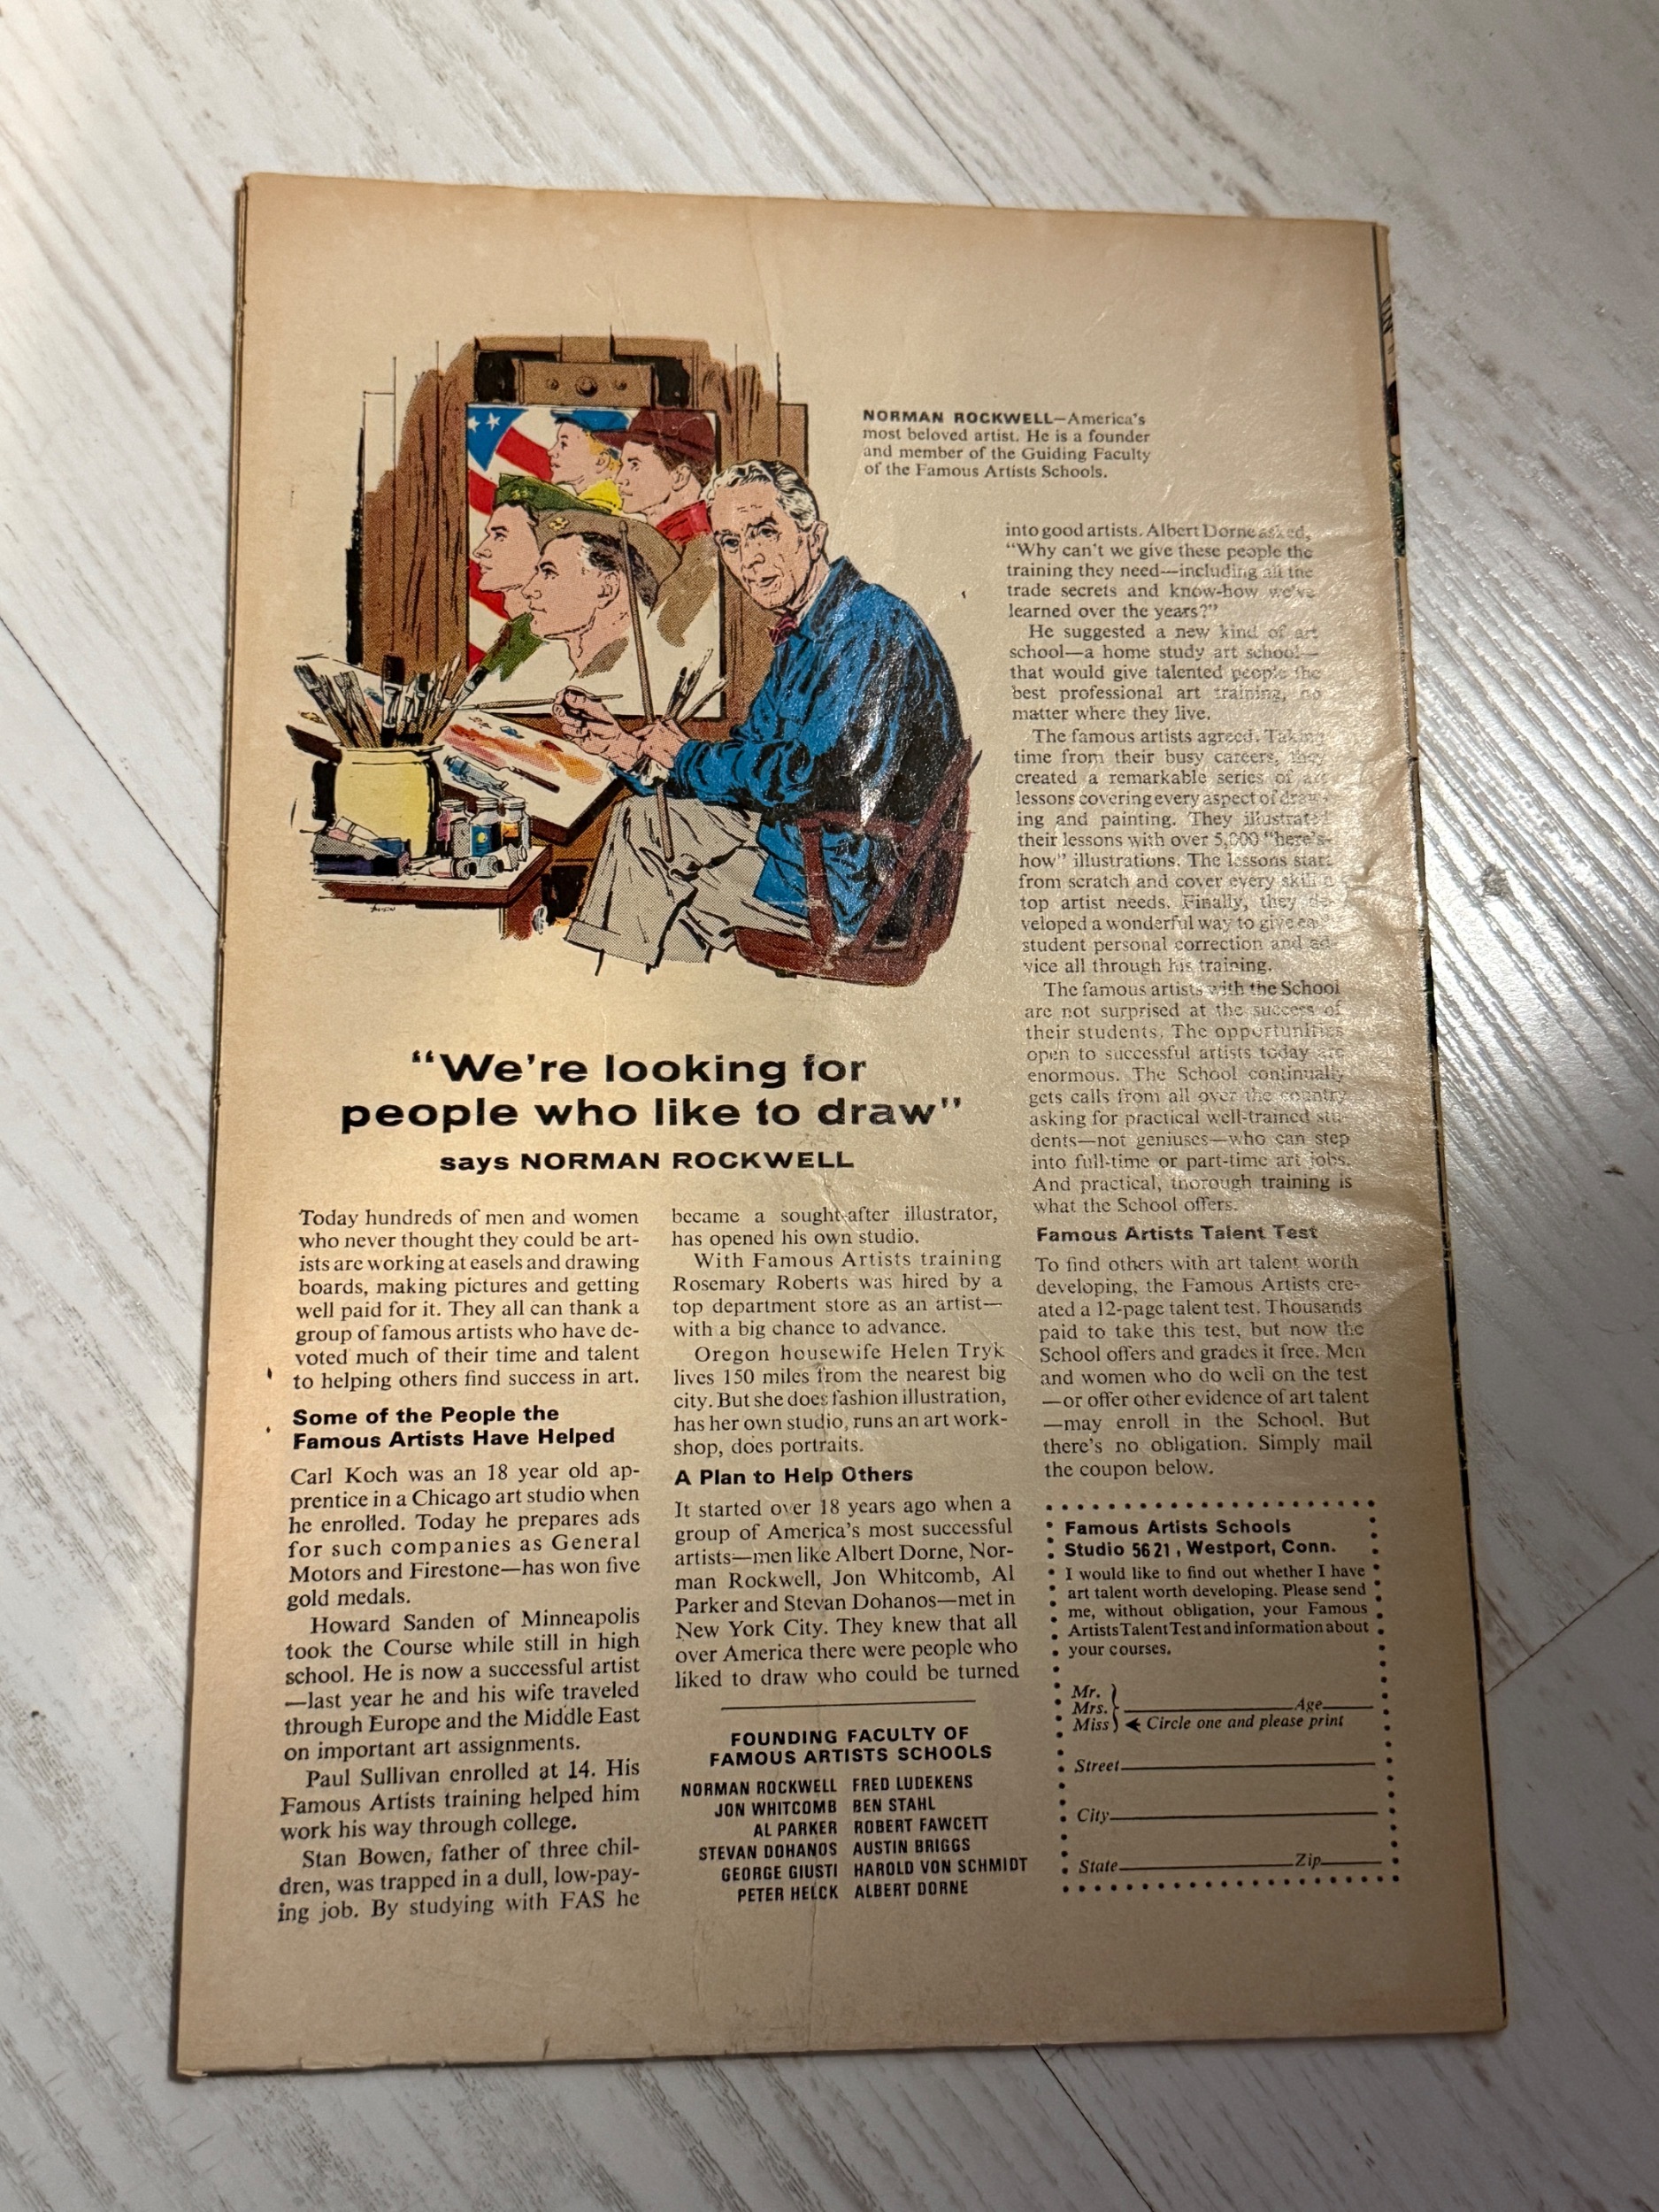 NORMAN ROCKWELL—America's
most beloved artist. He is a founder
and member of the Guiding Faculty
of the Famous Artists Schools.
"We're looking for
people who like to draw"
says NORMAN ROCKWELL
Today hundreds of men and women
who never thought they could be art-
ists are working at easels and drawing
boards, making pictures and getting
well paid for it. They all can thank a
group of famous artists who have de-
voted much of their time and talent
to helping others find success in art.
Some of the People the
Famous Artists Have Helped
Carl Koch was an 18 year old ap-
prentice in a Chicago art studio when
he enrolled. Today he prepares ads
for such companies as General
Motors and Firestone—has won five
gold medals.
Howard Sanden of Minneapolis
took the Course while still in high
school. He is now a successful artist
—last year he and his wife traveled
through Europe and the Middle East
on important art assignments.
Paul Sullivan enrolled at 14. His
Famous Artists training helped him
work his way through college.
Stan Bowen, father of three chil-
dren, was trapped in a dull, low-pay-
ing job. By studying with FAS he
became a sought-after illustrator,
has opened his own studio.
With Famous Artists training
Rosemary Roberts was hired by a
top department store as an artist—
with a big chance to advance.
Oregon housewife Helen Tryk
lives 150 miles from the nearest big
city. But she does fashion illustration,
has her own studio, runs an art work-
shop, does portraits.
A Plan to Help Others
It started over 18 years ago when a
group of America's most successful
artists—men like Albert Dorne, Nor-
man Rockwell, Jon Whitcomb, Al
Parker and Stevan Dohanos—met in
New York City. They knew that all
over America there were people who
liked to draw who could be turned
into good artists. Albert Dorne asked,
"Why can't we give these people the
training they need—including all the
trade secrets and know-how we've
learned over the years?"
He suggested a new kind of art
school—a home study art school—
that would give talented people the
best professional art training, no
matter where they live.
The famous artists agreed. Taking
time from their busy careers, they
created a remarkable series of art
lessons covering every aspect of draw-
ing and painting. They illustrated
their lessons with over 5,000 "here's-
how" illustrations. The lessons start
from scratch and cover every skill a
top artist needs. Finally, they de-
veloped a wonderful way to give each
student personal correction and ad-
vice all through his training.
The famous artists with the School
are not surprised at the success of
their students. The opportunities
open to successful artists today are
enormous. The School continually
gets calls from all over the country
asking for practical well-trained stu-
dents—not geniuses—who can step
into full-time or part-time art jobs.
And practical, thorough training is
what the School offers.
Famous Artists Talent Test
To find others with art talent worth
developing, the Famous Artists cre-
ated a 12-page talent test. Thousands
paid to take this test, but now the
School offers and grades it free. Men
and women who do well on the test
—or offer other evidence of art talent
—may enroll in the School. But
there's no obligation. Simply mail
the coupon below.
FOUNDING FACULTY OF
FAMOUS ARTISTS SCHOOLS
NORMAN ROCKWELL FRED LUDEKENS
JON WHITCOMB BEN STAHL
AL PARKER ROBERT FAWCETT
STEVAN DOHANOS AUSTIN BRIGGS
GEORGE GIUSTI HAROLD VON SCHMIDT
PETER HELCK ALBERT DORNE
Famous Artists Schools
Studio 5621, Westport, Conn.
I would like to find out whether I have
art talent worth developing. Please send
me, without obligation, your Famous
Artists Talent Test and information about
your courses.
Mr.
Mrs. Age
Miss Circle one and please print
Street
City
State Zip